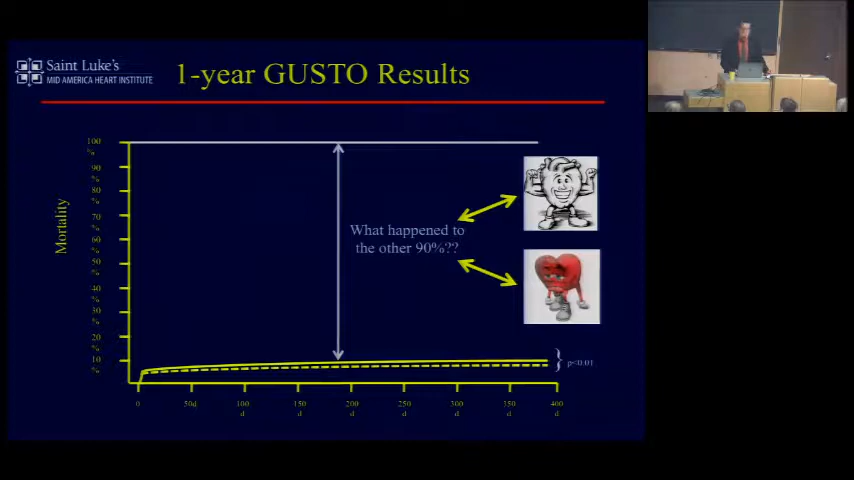 Saint Luke's
MID AMERICA HEART INSTITUTE
1-year GUSTO Results
Mortality
100
%
90
%
80
%
70
%
60
%
50
%
40
%
30
%
20
%
10
%
What happened to
the other 90%??
p<0.01
0
50d
100
d
150
d
200
d
250
d
300
d
350
d
400
d